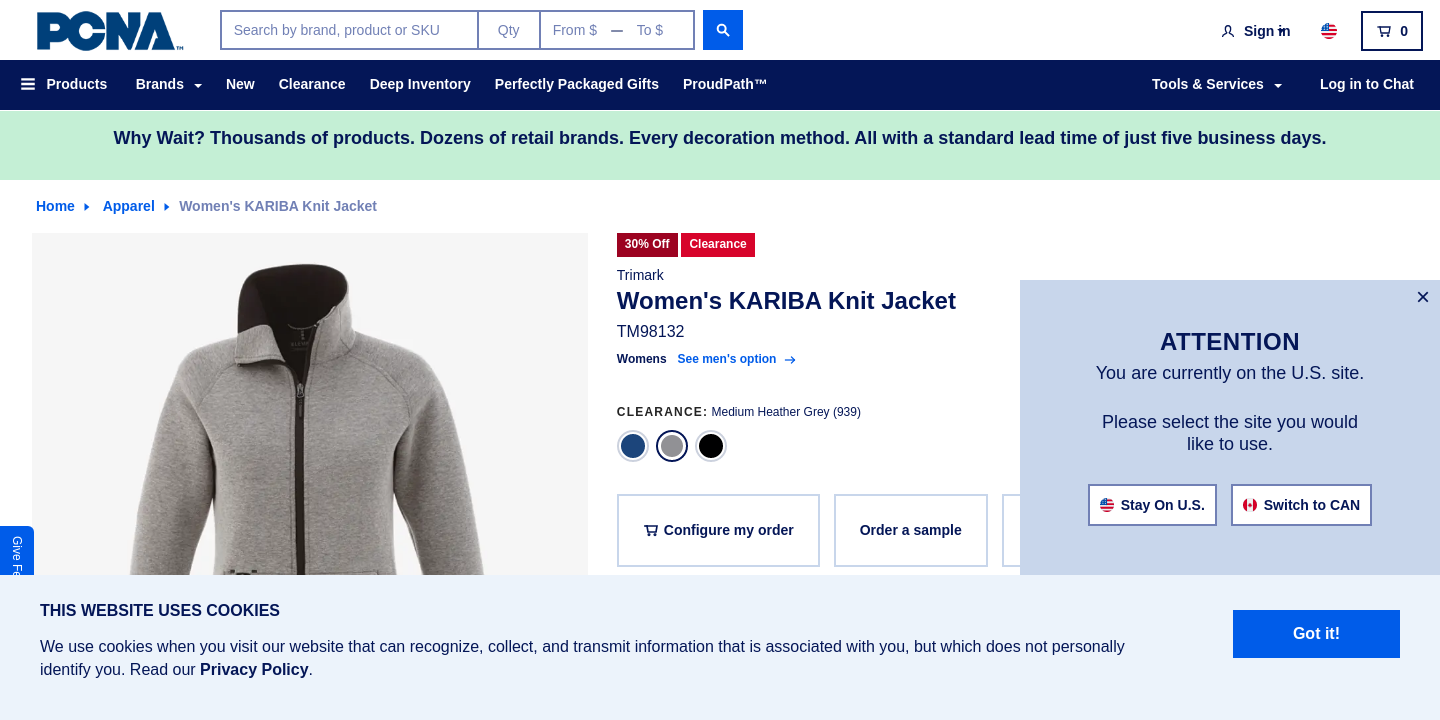 PCNA™
Search by brand, product or SKU
Qty
From $ — To $
Sign in
0
Products
Brands
New
Clearance
Deep Inventory
Perfectly Packaged Gifts
ProudPath™
Tools & Services
Log in to Chat
Why Wait? Thousands of products. Dozens of retail brands. Every decoration method. All with a standard lead time of just five business days.
Home
Apparel
Women's KARIBA Knit Jacket
30% Off
Clearance
Trimark
Women's KARIBA Knit Jacket
TM98132
Womens See men's option
CLEARANCE: Medium Heather Grey (939)
Configure my order
Order a sample
×
ATTENTION
You are currently on the U.S. site.
Please select the site you would
like to use.
Stay On U.S.
Switch to CAN
Give Fe
THIS WEBSITE USES COOKIES
We use cookies when you visit our website that can recognize, collect, and transmit information that is associated with you, but which does not personally
identify you. Read our Privacy Policy.
Got it!